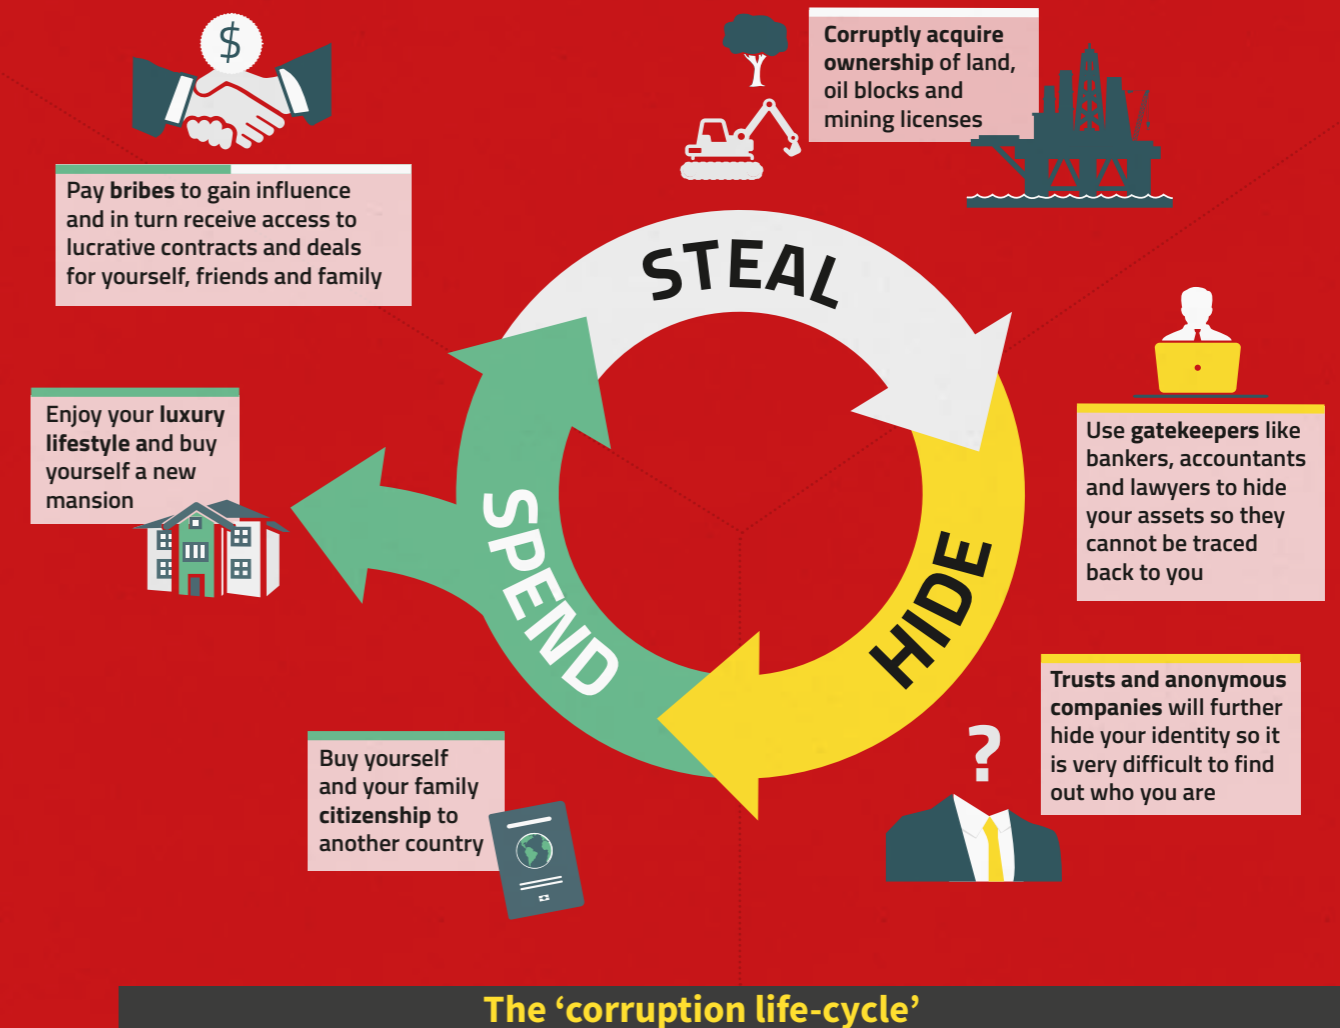 $
Pay bribes to gain influence
and in turn receive access to
lucrative contracts and deals
for yourself, friends and family
Corruptly acquire
ownership of land,
oil blocks and
mining licenses
STEAL
Use gatekeepers like
bankers, accountants
and lawyers to hide
your assets so they
cannot be traced
back to you
HIDE
Trusts and anonymous
companies will further
hide your identity so it
is very difficult to find
out who you are
?
SPEND
Enjoy your luxury
lifestyle and buy
yourself a new
mansion
Buy yourself
and your family
citizenship to
another country
The ‘corruption life-cycle’